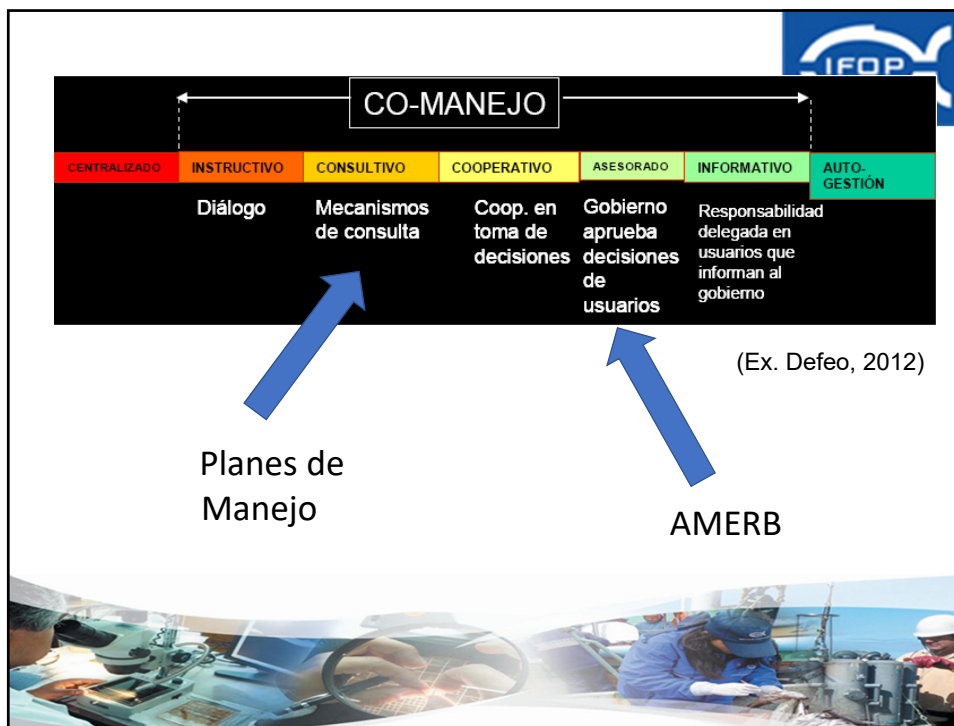 IFOP
CO-MANEJO
CENTRALIZADO
INSTRUCTIVO
CONSULTIVO
COOPERATIVO
ASESORADO
INFORMATIVO
AUTO-
GESTIÓN
Diálogo
Mecanismos
de consulta
Coop. en
toma de
decisiones
Gobierno
aprueba
decisiones
de
usuarios
Responsabilidad
delegada en
usuarios que
informan al
gobierno
(Ex. Defeo, 2012)
Planes de
Manejo
AMERB